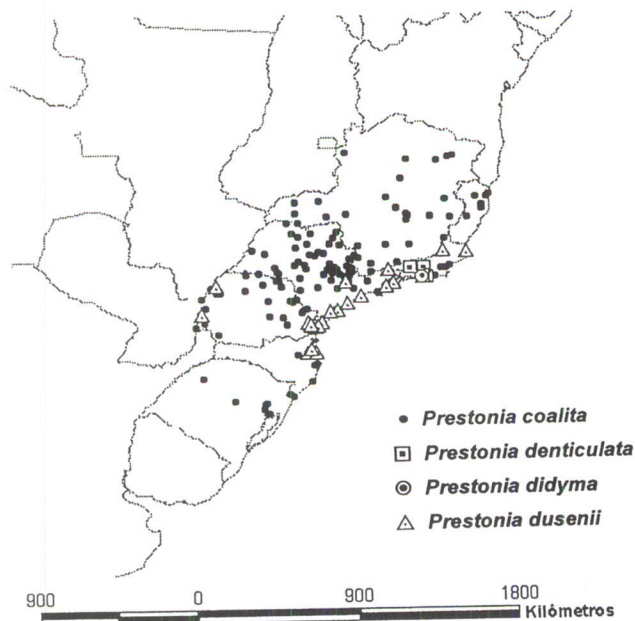 Prestonia coalita
Prestonia denticulata
Prestonia didyma
Prestonia dusenii
900 0 900 1800 Kilômetros